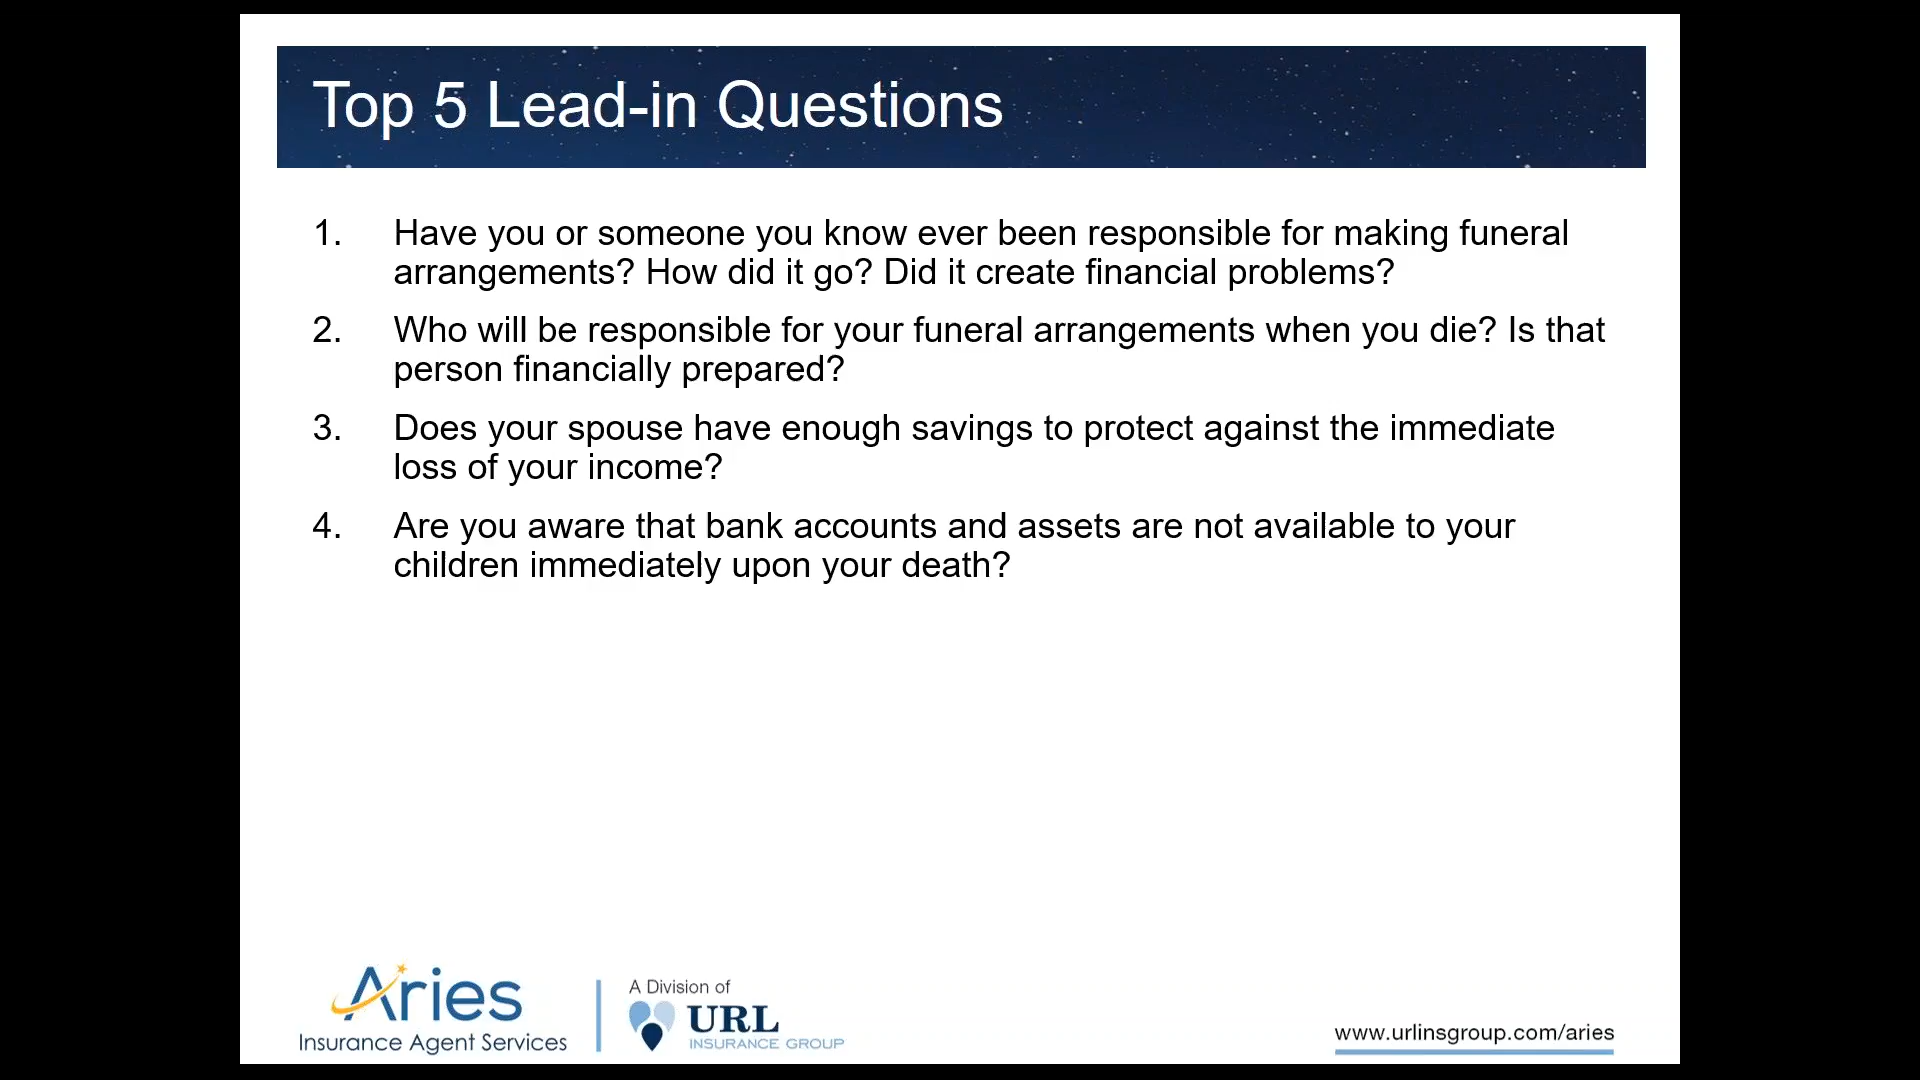 Top 5 Lead-in Questions
1. Have you or someone you know ever been responsible for making funeral
arrangements? How did it go? Did it create financial problems?
2. Who will be responsible for your funeral arrangements when you die? Is that
person financially prepared?
3. Does your spouse have enough savings to protect against the immediate
loss of your income?
4. Are you aware that bank accounts and assets are not available to your
children immediately upon your death?
Aries
Insurance Agent Services
A Division of
URL
INSURANCE GROUP
www.urlinsgroup.com/aries